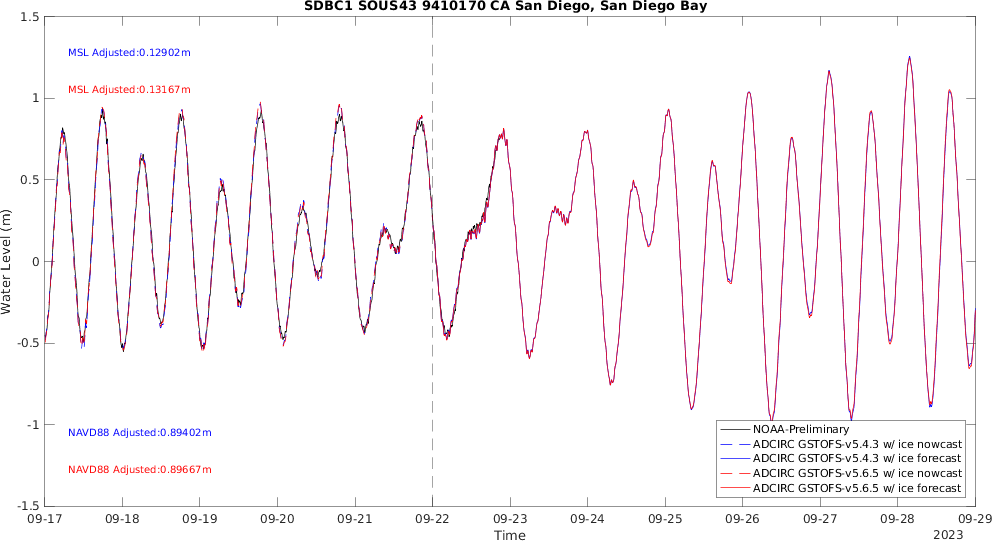 SDBC1 SOUS43 9410170 CA San Diego, San Diego Bay
1.5
1
0.5
0
-0.5
-1
-1.5
Water Level (m)
MSL Adjusted:0.12902m
MSL Adjusted:0.13167m
NAVD88 Adjusted:0.89402m
NAVD88 Adjusted:0.89667m
NOAA-Preliminary
ADCIRC GSTOFS-v5.4.3 w/ ice nowcast
ADCIRC GSTOFS-v5.4.3 w/ ice forecast
ADCIRC GSTOFS-v5.6.5 w/ ice nowcast
ADCIRC GSTOFS-v5.6.5 w/ ice forecast
09-17 09-18 09-19 09-20 09-21 09-22 09-23 09-24 09-25 09-26 09-27 09-28 09-29
Time
2023